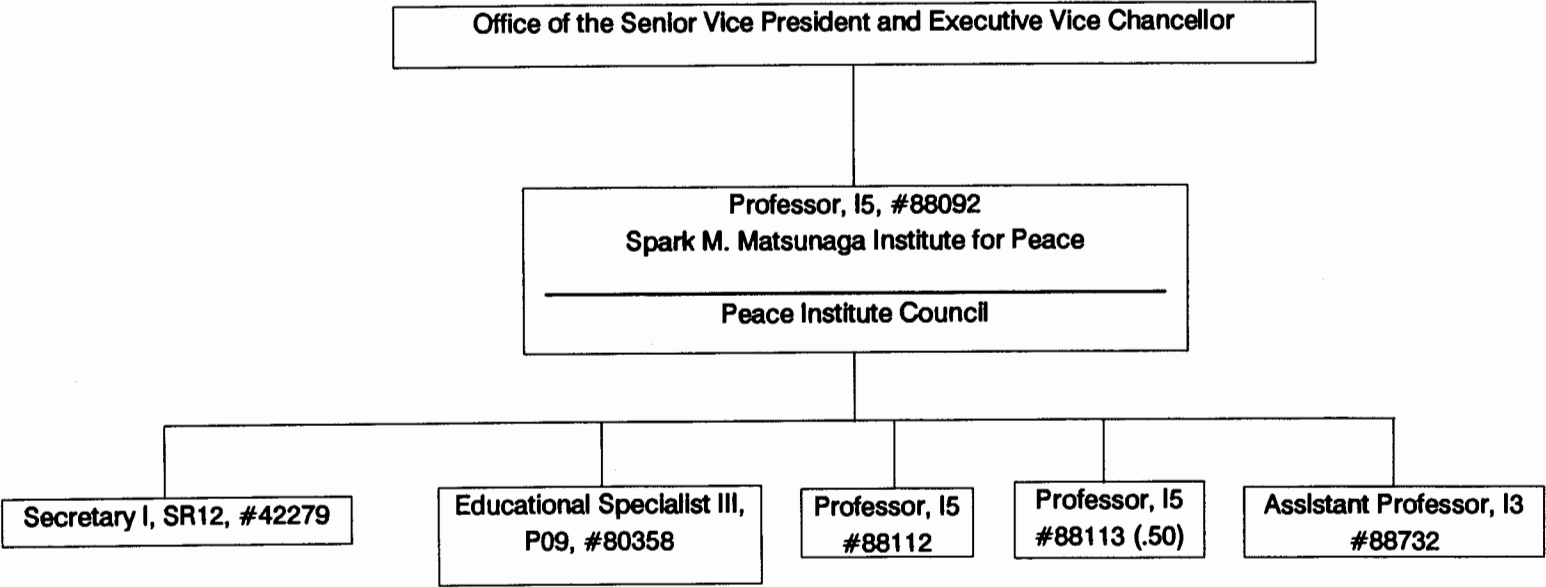 Office of the Senior Vice President and Executive Vice Chancellor
Professor, I5, #88092
Spark M. Matsunaga Institute for Peace
Peace Institute Council
Secretary I, SR12, #42279
Educational Specialist III,
P09, #80358
Professor, I5
#88112
Professor, I5
#88113 (.50)
Assistant Professor, I3
#88732